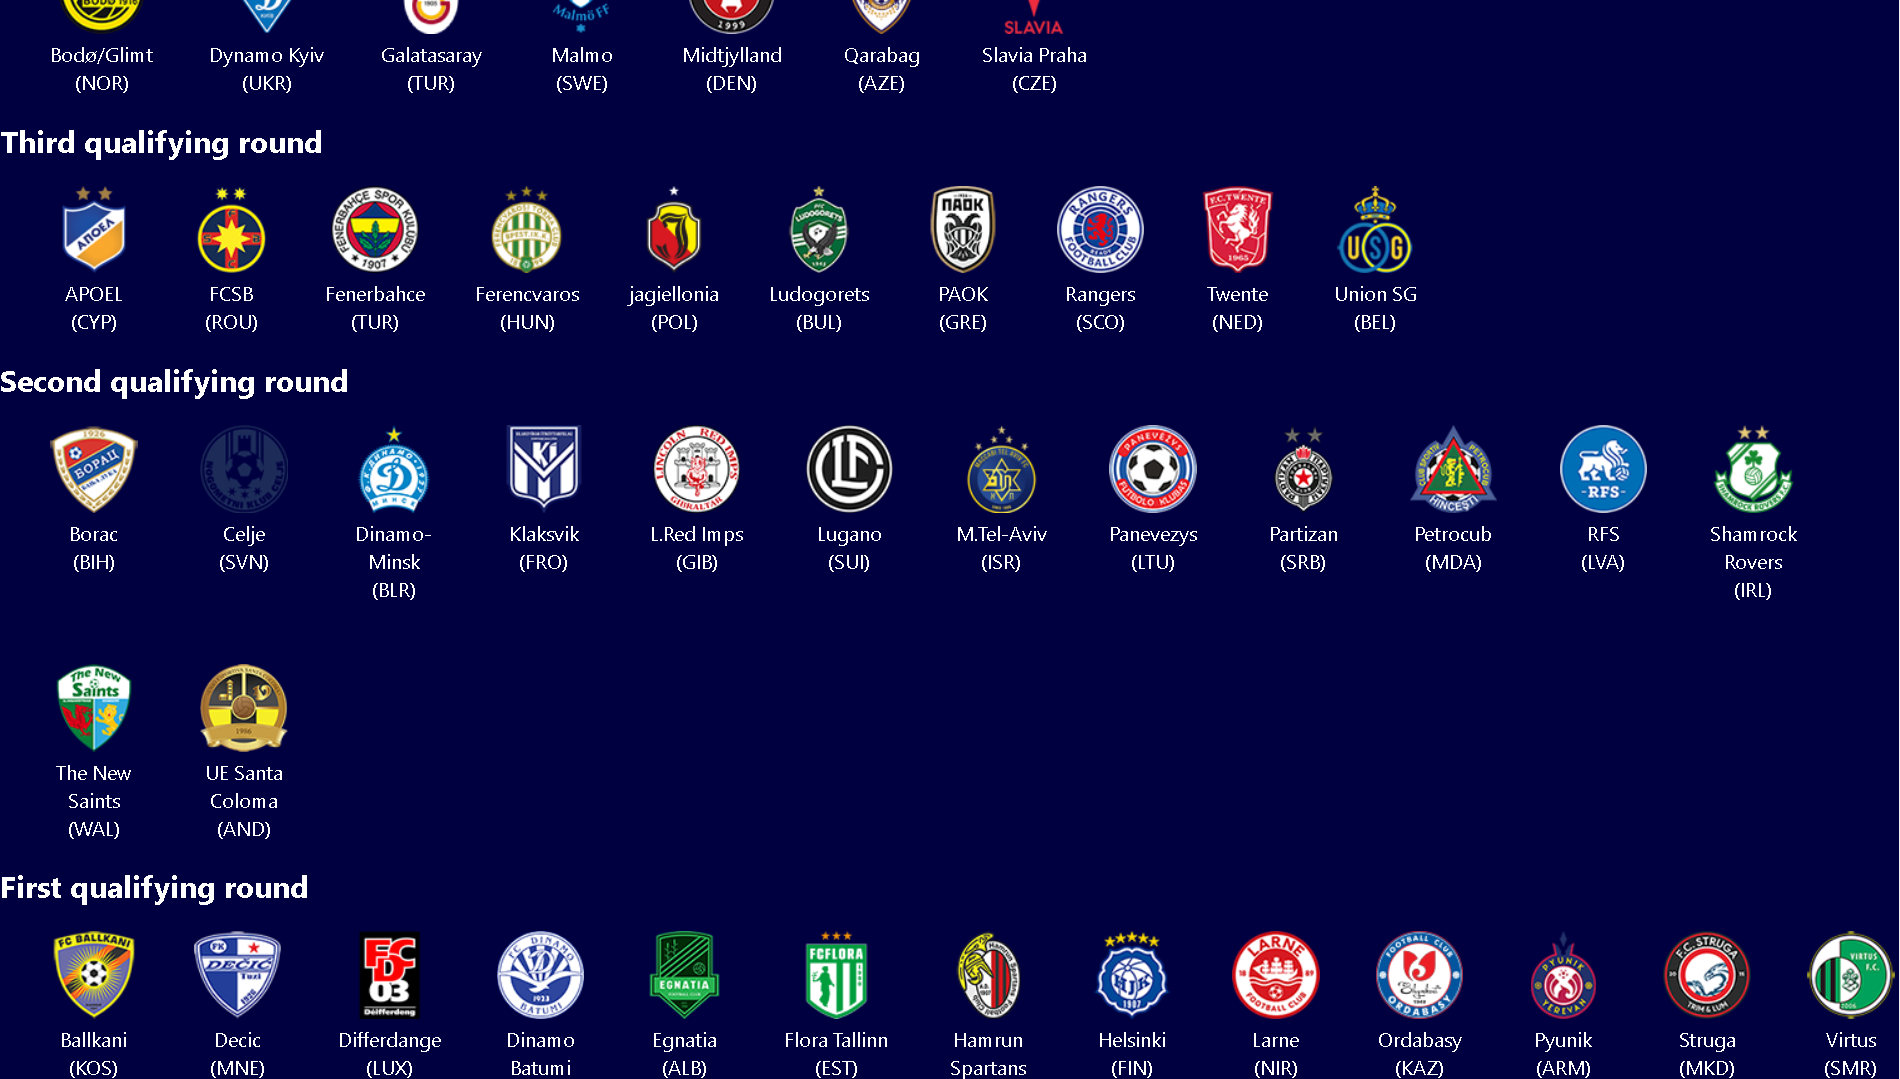 SLAVIA
Bodø/Glimt
(NOR)
Dynamo Kyiv
(UKR)
Galatasaray
(TUR)
Malmo
(SWE)
Midtjylland
(DEN)
Qarabag
(AZE)
Slavia Praha
(CZE)
Third qualifying round
APOEL
(CYP)
FCSB
(ROU)
Fenerbahce
(TUR)
Ferencvaros
(HUN)
jagiellonia
(POL)
Ludogorets
(BUL)
PAOK
(GRE)
Rangers
(SCO)
Twente
(NED)
Union SG
(BEL)
Second qualifying round
Borac
(BIH)
Celje
(SVN)
Dinamo-
Minsk
(BLR)
Klaksvik
(FRO)
L.Red Imps
(GIB)
Lugano
(SUI)
M.Tel-Aviv
(ISR)
Panevezys
(LTU)
Partizan
(SRB)
Petrocub
(MDA)
RFS
(LVA)
Shamrock
Rovers
(IRL)
The New
Saints
(WAL)
UE Santa
Coloma
(AND)
First qualifying round
Ballkani
(KOS)
Decic
(MNE)
Differdange
(LUX)
Dinamo
Batumi
Egnatia
(ALB)
Flora Tallinn
(EST)
Hamrun
Spartans
Helsinki
(FIN)
Larne
(NIR)
Ordabasy
(KAZ)
Pyunik
(ARM)
Struga
(MKD)
Virtus
(SMR)